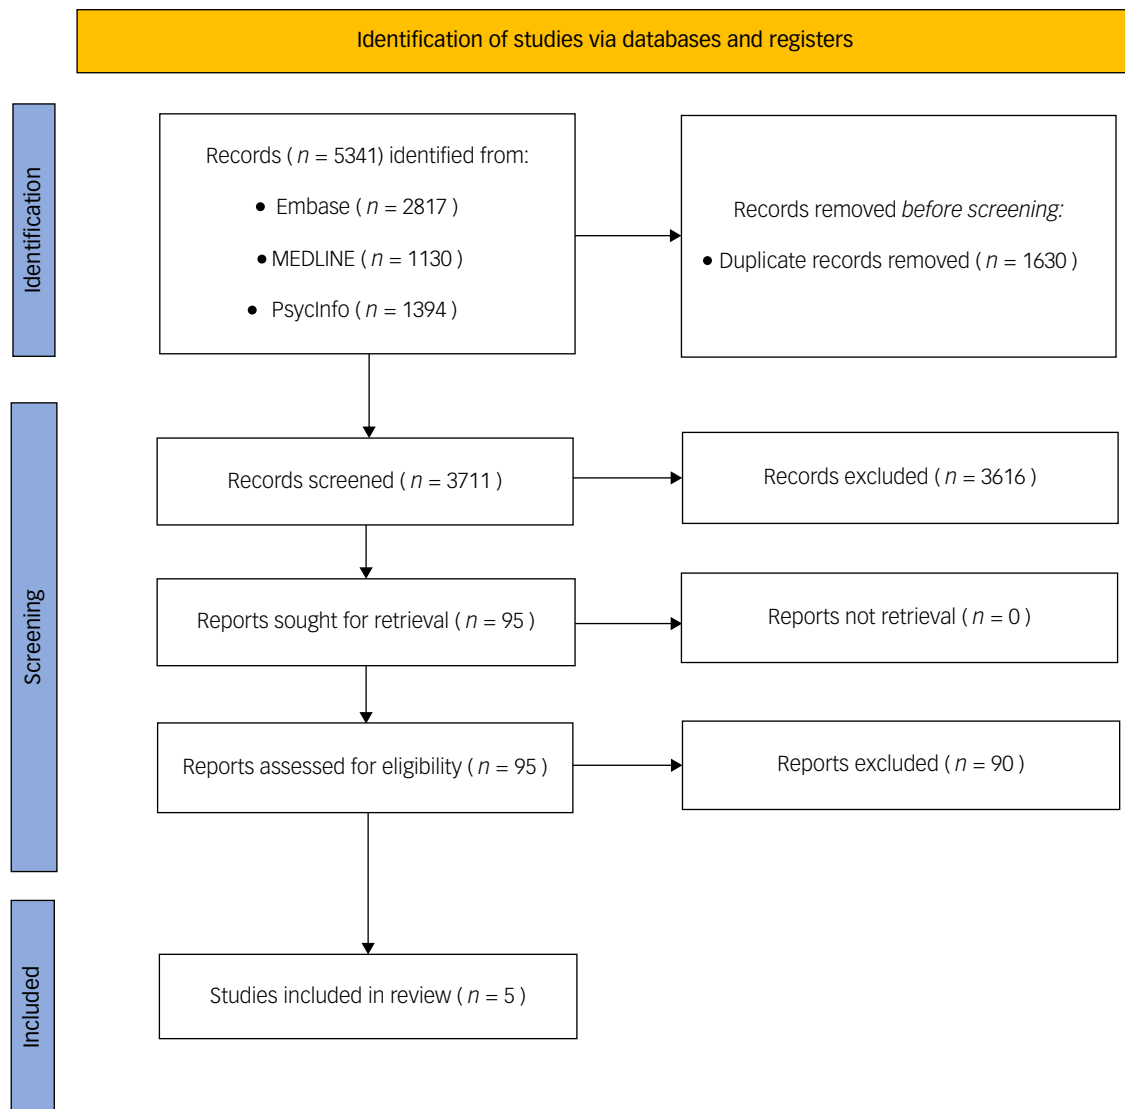 Identification of studies via databases and registers
Identification
Records ( n = 5341) identified from:
• Embase ( n = 2817 )
• MEDLINE ( n = 1130 )
• PsycInfo ( n = 1394 )
Records removed before screening:
• Duplicate records removed ( n = 1630 )
Screening
Records screened ( n = 3711 )
Records excluded ( n = 3616 )
Reports sought for retrieval ( n = 95 )
Reports not retrieval ( n = 0 )
Reports assessed for eligibility ( n = 95 )
Reports excluded ( n = 90 )
Included
Studies included in review ( n = 5 )